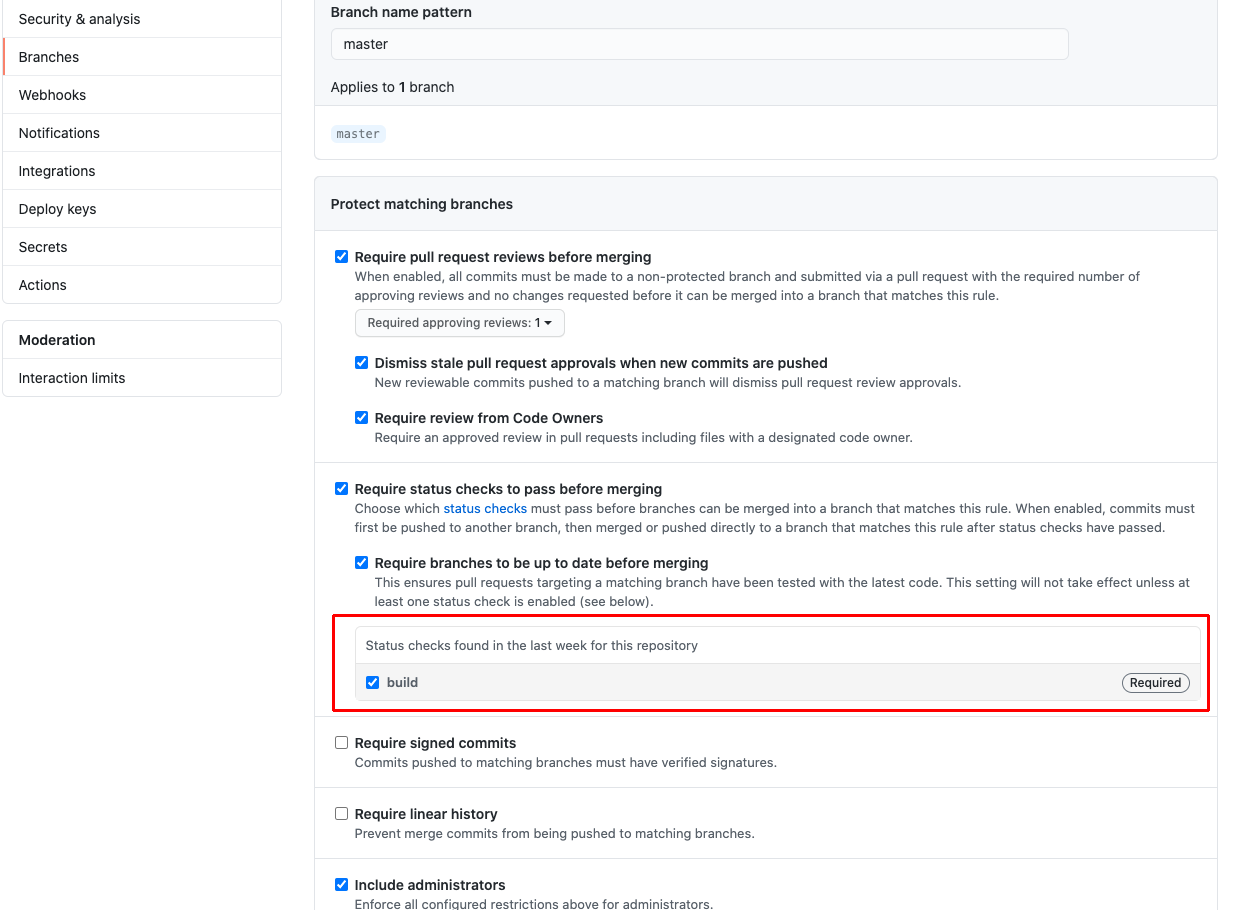 Security & analysis
Branches
Webhooks
Notifications
Integrations
Deploy keys
Secrets
Actions
Moderation
Interaction limits
Branch name pattern
master
Applies to 1 branch
master
Protect matching branches
Require pull request reviews before merging
When enabled, all commits must be made to a non-protected branch and submitted via a pull request with the required number of
approving reviews and no changes requested before it can be merged into a branch that matches this rule.
Required approving reviews: 1
Dismiss stale pull request approvals when new commits are pushed
New reviewable commits pushed to a matching branch will dismiss pull request review approvals.
Require review from Code Owners
Require an approved review in pull requests including files with a designated code owner.
Require status checks to pass before merging
Choose which status checks must pass before branches can be merged into a branch that matches this rule. When enabled, commits must
first be pushed to another branch, then merged or pushed directly to a branch that matches this rule after status checks have passed.
Require branches to be up to date before merging
This ensures pull requests targeting a matching branch have been tested with the latest code. This setting will not take effect unless at
least one status check is enabled (see below).
Status checks found in the last week for this repository
build Required
Require signed commits
Commits pushed to matching branches must have verified signatures.
Require linear history
Prevent merge commits from being pushed to matching branches.
Include administrators
Enforce all configured restrictions above for administrators.